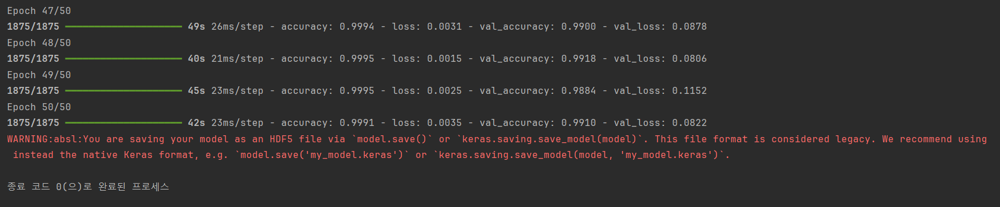 Epoch 47/50
1875/1875 ━━━━━━━━━━━━━━━━━━━━ 49s 26ms/step - accuracy: 0.9994 - loss: 0.0031 - val_accuracy: 0.9900 - val_loss: 0.0878
Epoch 48/50
1875/1875 ━━━━━━━━━━━━━━━━━━━━ 40s 21ms/step - accuracy: 0.9995 - loss: 0.0015 - val_accuracy: 0.9918 - val_loss: 0.0806
Epoch 49/50
1875/1875 ━━━━━━━━━━━━━━━━━━━━ 45s 23ms/step - accuracy: 0.9995 - loss: 0.0025 - val_accuracy: 0.9884 - val_loss: 0.1152
Epoch 50/50
1875/1875 ━━━━━━━━━━━━━━━━━━━━ 42s 23ms/step - accuracy: 0.9991 - loss: 0.0035 - val_accuracy: 0.9910 - val_loss: 0.0822
WARNING:absl:You are saving your model as an HDF5 file via `model.save()` or `keras.saving.save_model(model)`. This file format is considered legacy. We recommend using
instead the native Keras format, e.g. `model.save('my_model.keras')` or `keras.saving.save_model(model, 'my_model.keras')`.
종료 코드 0(으)로 완료된 프로세스